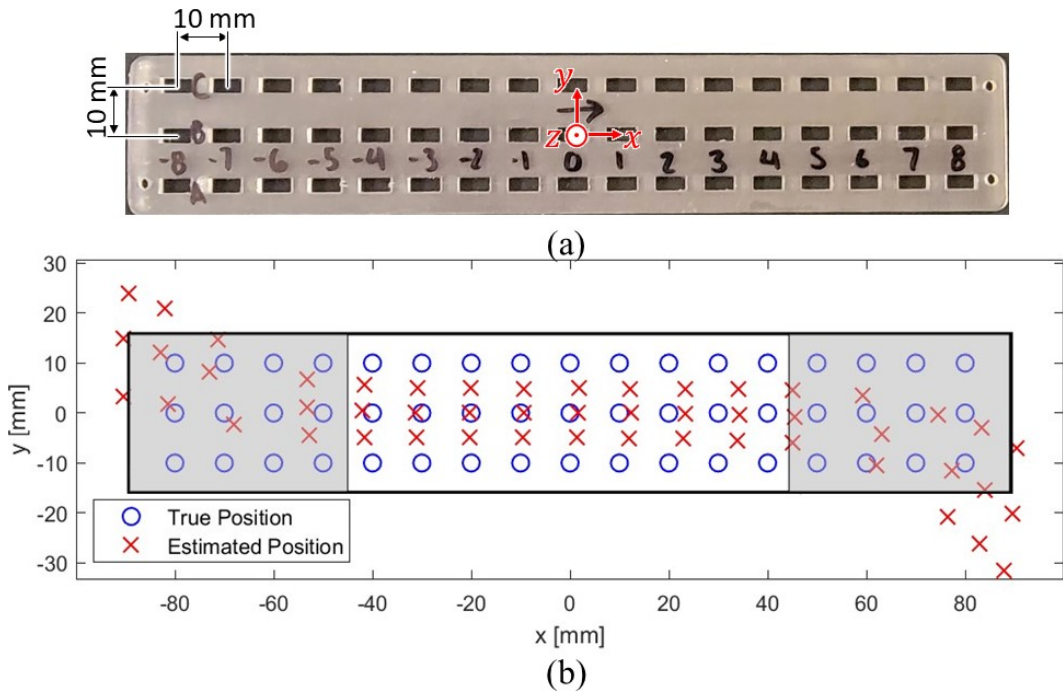 10 mm
10 mm
C
y
B
z
x
-8 -7 -6 -5 -4 -3 -2 -1 0 1 2 3 4 5 6 7 8
A
(a)
30
20
10
0
-10
-20
-30
y [mm]
True Position
Estimated Position
-80 -60 -40 -20 0 20 40 60 80
x [mm]
(b)